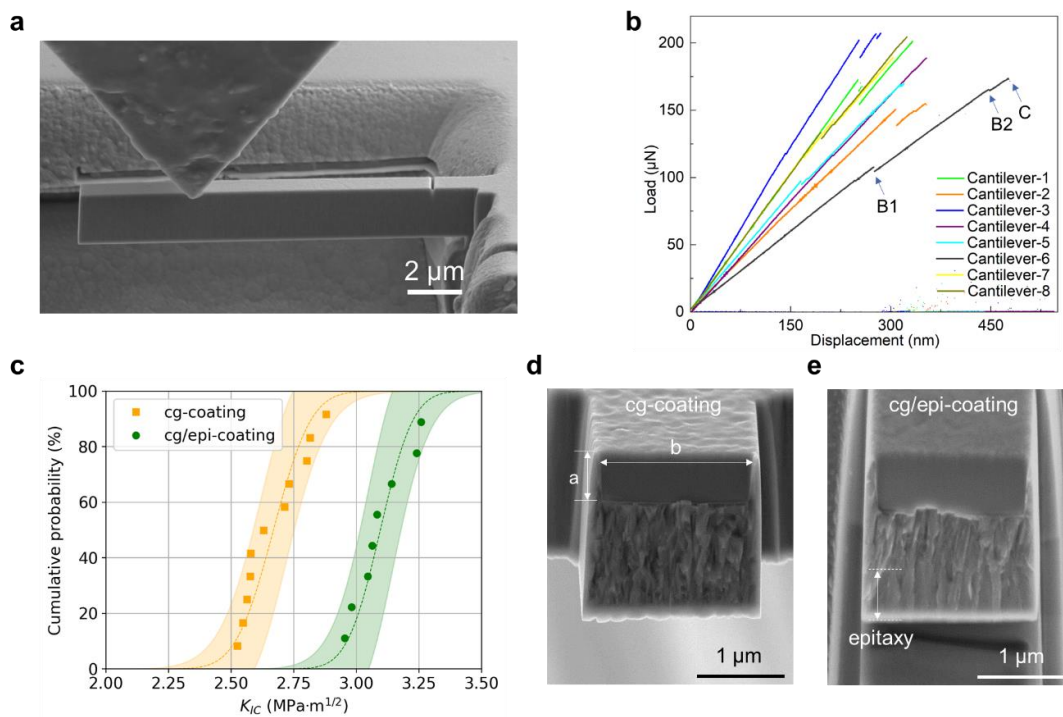 a
2 µm
b
200
150
100
50
0
Load (µN)
0
150
300
450
Displacement (nm)
B1
B2
C
Cantilever-1
Cantilever-2
Cantilever-3
Cantilever-4
Cantilever-5
Cantilever-6
Cantilever-7
Cantilever-8
c
100
80
60
40
20
0
Cumulative probability (%)
cg-coating
cg/epi-coating
2.00
2.25
2.50
2.75
3.00
3.25
3.50
K_IC (MPa·m^1/2)
d
cg-coating
a
b
1 µm
e
cg/epi-coating
epitaxy
1 µm